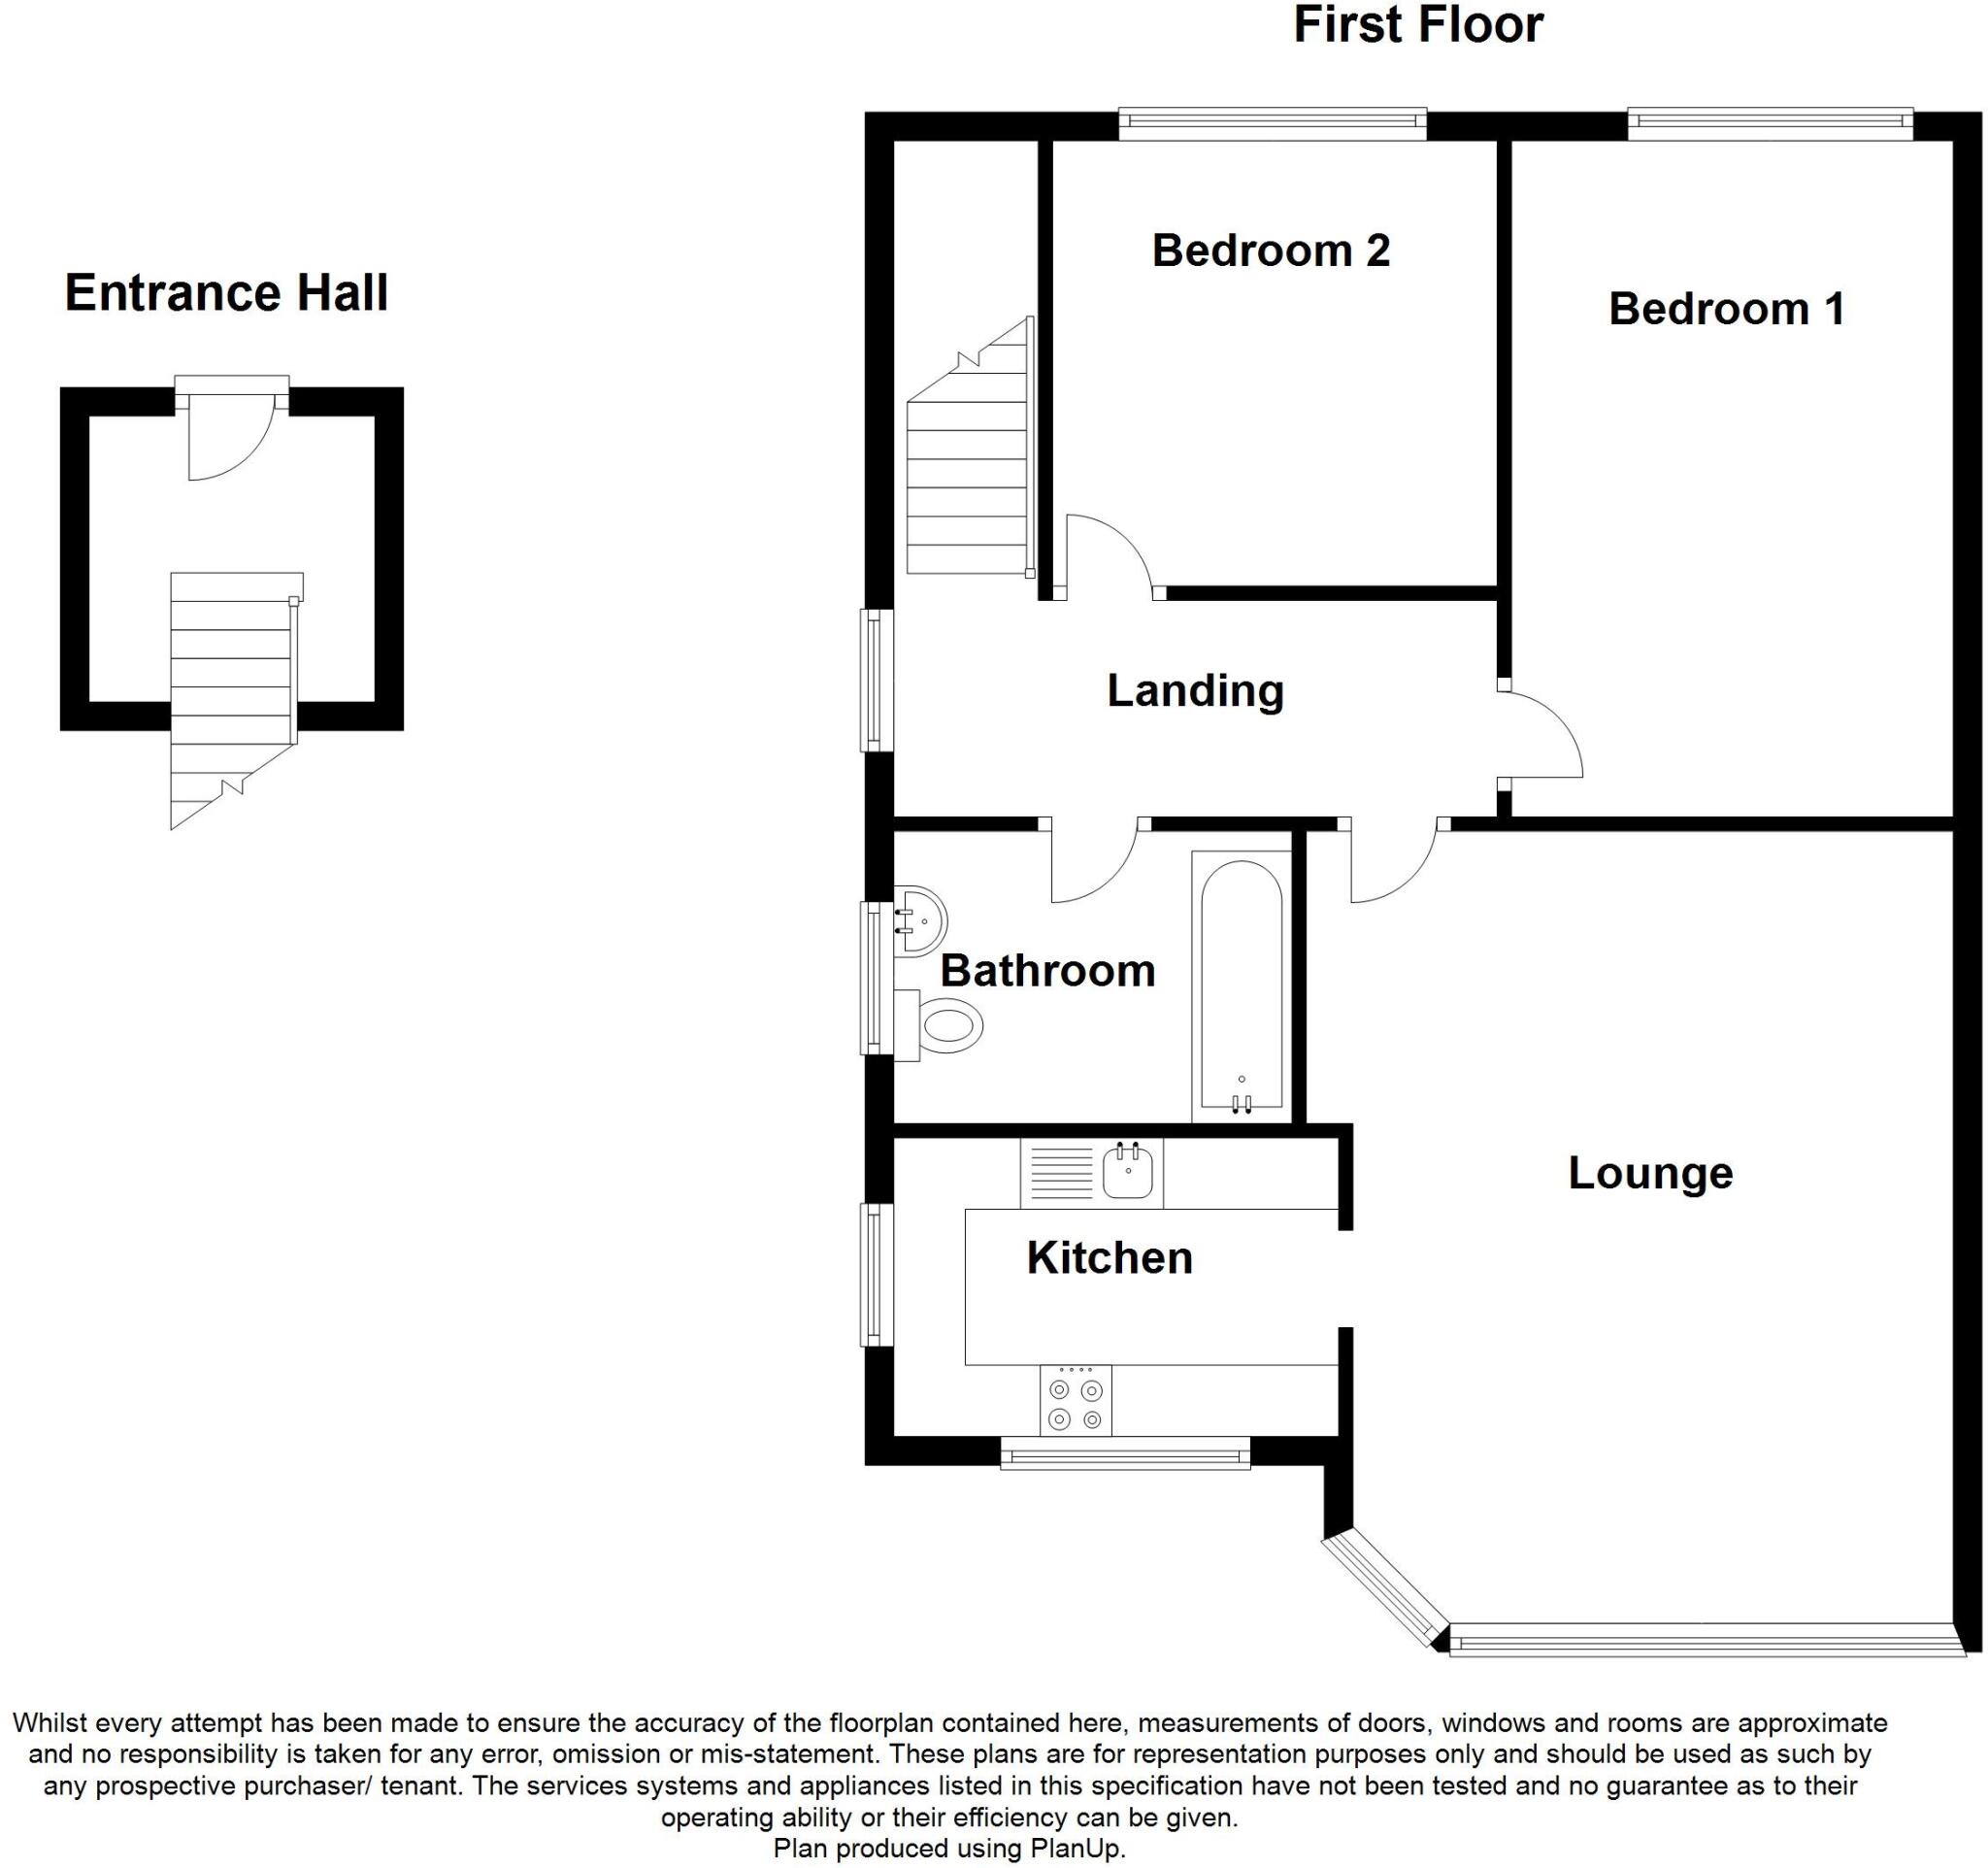 First Floor
Entrance Hall
Bedroom 2
Bedroom 1
Landing
Bathroom
Lounge
Kitchen
Whilst every attempt has been made to ensure the accuracy of the floorplan contained here, measurements of doors, windows and rooms are approximate
and no responsibility is taken for any error, omission or mis-statement. These plans are for representation purposes only and should be used as such by
any prospective purchaser/ tenant. The services systems and appliances listed in this specification have not been tested and no guarantee as to their
operating ability or their efficiency can be given.
Plan produced using PlanUp.